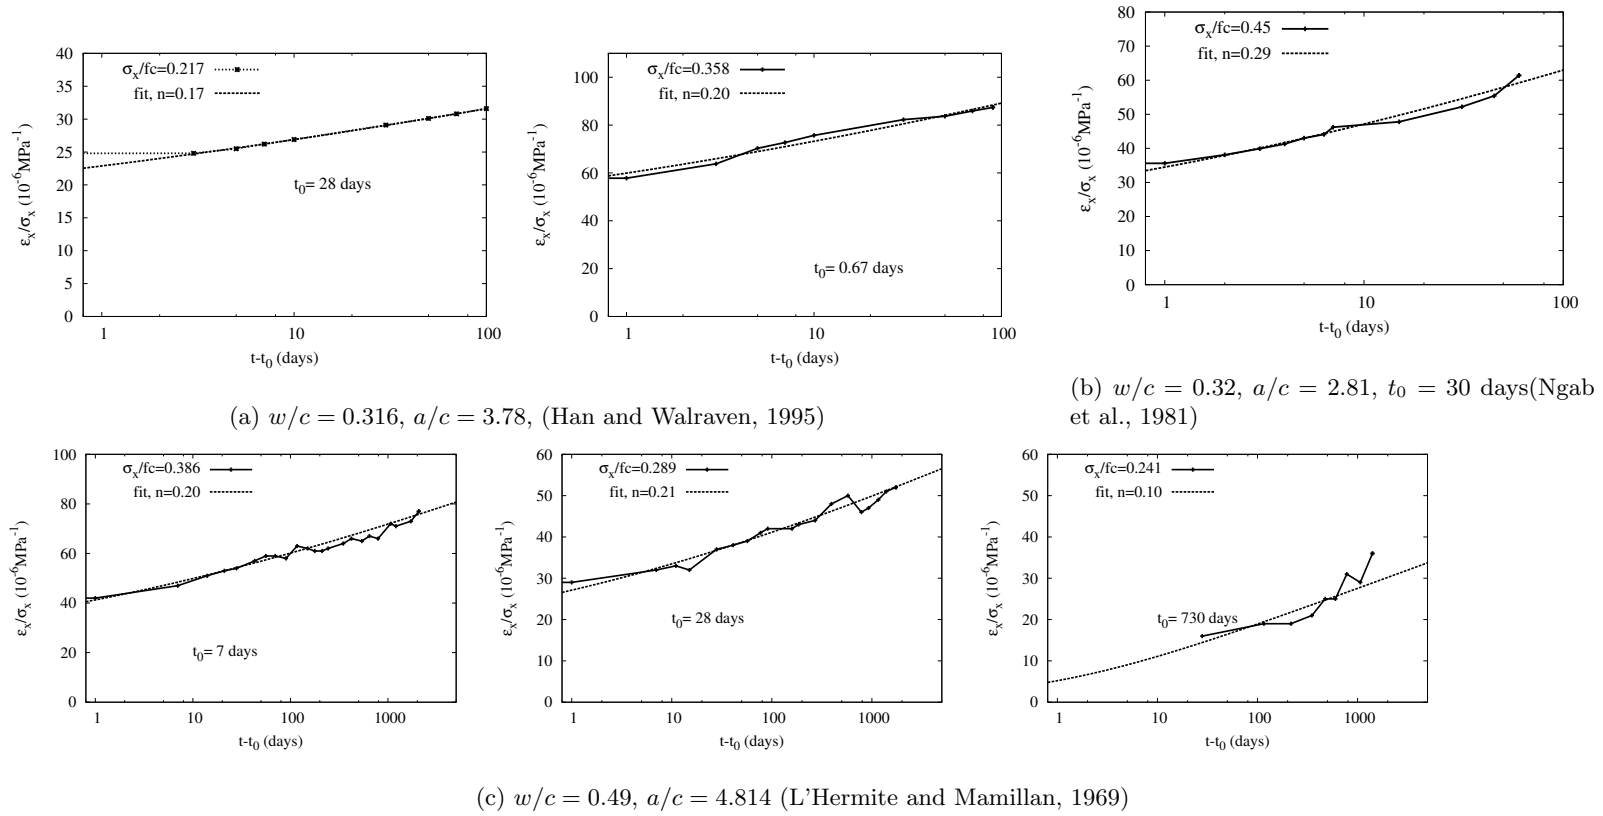 40
35
30
25
20
15
10
5
0
εx/σx (10-6MPa-1)
σx/fc=0.217
fit, n=0.17
t0= 28 days
1 10 100
t-t0 (days)
100
80
60
40
20
0
εx/σx (10-6MPa-1)
σx/fc=0.358
fit, n=0.20
t0= 0.67 days
1 10 100
t-t0 (days)
(a) w/c = 0.316, a/c = 3.78, (Han and Walraven, 1995)
80
70
60
50
40
30
20
10
0
εx/σx (10-6MPa-1)
σx/fc=0.45
fit, n=0.29
1 10 100
t-t0 (days)
(b) w/c = 0.32, a/c = 2.81, t0 = 30 days(Ngab
et al., 1981)
100
80
60
40
20
0
εx/σx (10-6MPa-1)
σx/fc=0.386
fit, n=0.20
t0= 7 days
1 10 100 1000
t-t0 (days)
60
50
40
30
20
10
0
εx/σx (10-6MPa-1)
σx/fc=0.289
fit, n=0.21
t0= 28 days
1 10 100 1000
t-t0 (days)
60
50
40
30
20
10
0
εx/σx (10-6MPa-1)
σx/fc=0.241
fit, n=0.10
t0= 730 days
1 10 100 1000
t-t0 (days)
(c) w/c = 0.49, a/c = 4.814 (L'Hermite and Mamillan, 1969)